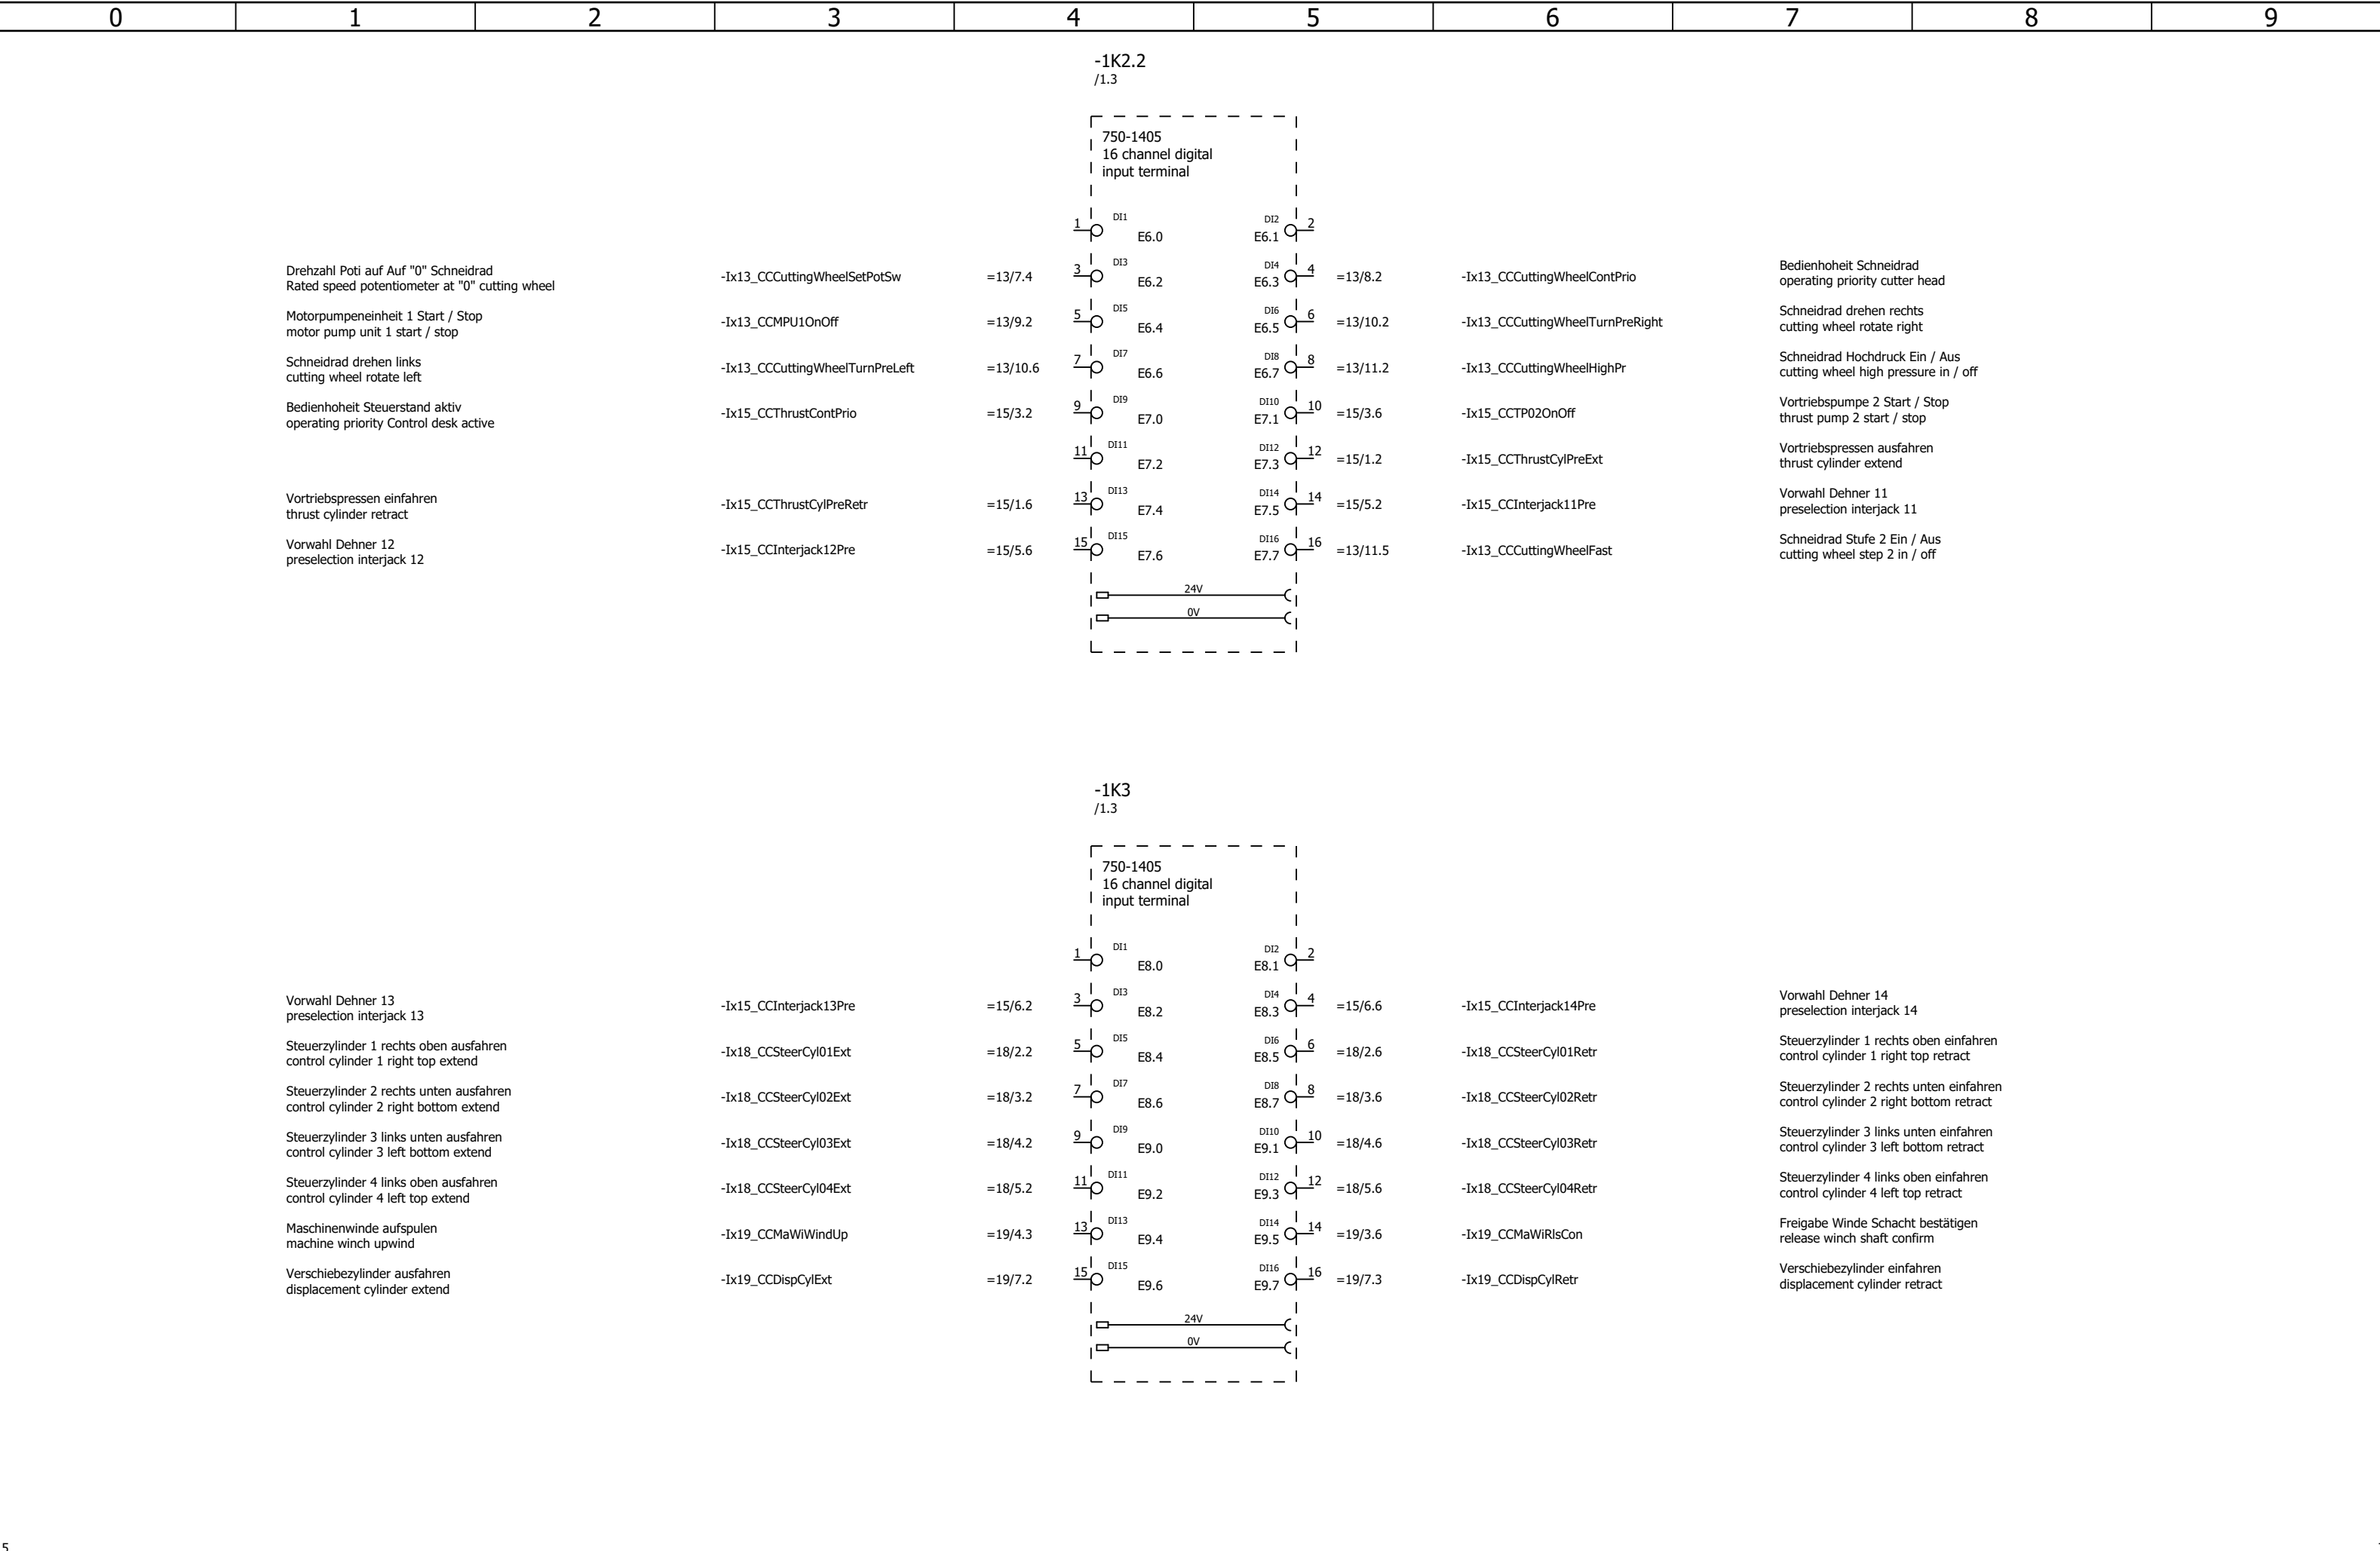 0 1 2 3 4 5 6 7 8 9
-1K2.2
/1.3
750-1405
16 channel digital
input terminal
1 DI1 E6.0 DI2 E6.1 2
Drehzahl Poti auf Auf "0" Schneidrad
Rated speed potentiometer at "0" cutting wheel
-Ix13_CCCuttingWheelSetPotSw =13/7.4 3 DI3 E6.2 DI4 E6.3 4 =13/8.2 -Ix13_CCCuttingWheelContPrio
Bedienhoheit Schneidrad
operating priority cutter head
Motorpumpeneinheit 1 Start / Stop
motor pump unit 1 start / stop
-Ix13_CCMPU1OnOff =13/9.2 5 DI5 E6.4 DI6 E6.5 6 =13/10.2 -Ix13_CCCuttingWheelTurnPreRight
Schneidrad drehen rechts
cutting wheel rotate right
Schneidrad drehen links
cutting wheel rotate left
-Ix13_CCCuttingWheelTurnPreLeft =13/10.6 7 DI7 E6.6 DI8 E6.7 8 =13/11.2 -Ix13_CCCuttingWheelHighPr
Schneidrad Hochdruck Ein / Aus
cutting wheel high pressure in / off
Bedienhoheit Steuerstand aktiv
operating priority Control desk active
-Ix15_CCThrustContPrio =15/3.2 9 DI9 E7.0 DI10 E7.1 10 =15/3.6 -Ix15_CCTP02OnOff
Vortriebspumpe 2 Start / Stop
thrust pump 2 start / stop
11 DI11 E7.2 DI12 E7.3 12 =15/1.2 -Ix15_CCThrustCylPreExt
Vortriebspressen ausfahren
thrust cylinder extend
Vortriebspressen einfahren
thrust cylinder retract
-Ix15_CCThrustCylPreRetr =15/1.6 13 DI13 E7.4 DI14 E7.5 14 =15/5.2 -Ix15_CCInterjack11Pre
Vorwahl Dehner 11
preselection interjack 11
Vorwahl Dehner 12
preselection interjack 12
-Ix15_CCInterjack12Pre =15/5.6 15 DI15 E7.6 DI16 E7.7 16 =13/11.5 -Ix13_CCCuttingWheelFast
Schneidrad Stufe 2 Ein / Aus
cutting wheel step 2 in / off
24V
0V
-1K3
/1.3
750-1405
16 channel digital
input terminal
1 DI1 E8.0 DI2 E8.1 2
Vorwahl Dehner 13
preselection interjack 13
-Ix15_CCInterjack13Pre =15/6.2 3 DI3 E8.2 DI4 E8.3 4 =15/6.6 -Ix15_CCInterjack14Pre
Vorwahl Dehner 14
preselection interjack 14
Steuerzylinder 1 rechts oben ausfahren
control cylinder 1 right top extend
-Ix18_CCSteerCyl01Ext =18/2.2 5 DI5 E8.4 DI6 E8.5 6 =18/2.6 -Ix18_CCSteerCyl01Retr
Steuerzylinder 1 rechts oben einfahren
control cylinder 1 right top retract
Steuerzylinder 2 rechts unten ausfahren
control cylinder 2 right bottom extend
-Ix18_CCSteerCyl02Ext =18/3.2 7 DI7 E8.6 DI8 E8.7 8 =18/3.6 -Ix18_CCSteerCyl02Retr
Steuerzylinder 2 rechts unten einfahren
control cylinder 2 right bottom retract
Steuerzylinder 3 links unten ausfahren
control cylinder 3 left bottom extend
-Ix18_CCSteerCyl03Ext =18/4.2 9 DI9 E9.0 DI10 E9.1 10 =18/4.6 -Ix18_CCSteerCyl03Retr
Steuerzylinder 3 links unten einfahren
control cylinder 3 left bottom retract
Steuerzylinder 4 links oben ausfahren
control cylinder 4 left top extend
-Ix18_CCSteerCyl04Ext =18/5.2 11 DI11 E9.2 DI12 E9.3 12 =18/5.6 -Ix18_CCSteerCyl04Retr
Steuerzylinder 4 links oben einfahren
control cylinder 4 left top retract
Maschinenwinde aufspulen
machine winch upwind
-Ix19_CCMaWiWindUp =19/4.3 13 DI13 E9.4 DI14 E9.5 14 =19/3.6 -Ix19_CCMaWiRlsCon
Freigabe Winde Schacht bestätigen
release winch shaft confirm
Verschiebezylinder ausfahren
displacement cylinder extend
-Ix19_CCDispCylExt =19/7.2 15 DI15 E9.6 DI16 E9.7 16 =19/7.3 -Ix19_CCDispCylRetr
Verschiebezylinder einfahren
displacement cylinder retract
24V
0V
5